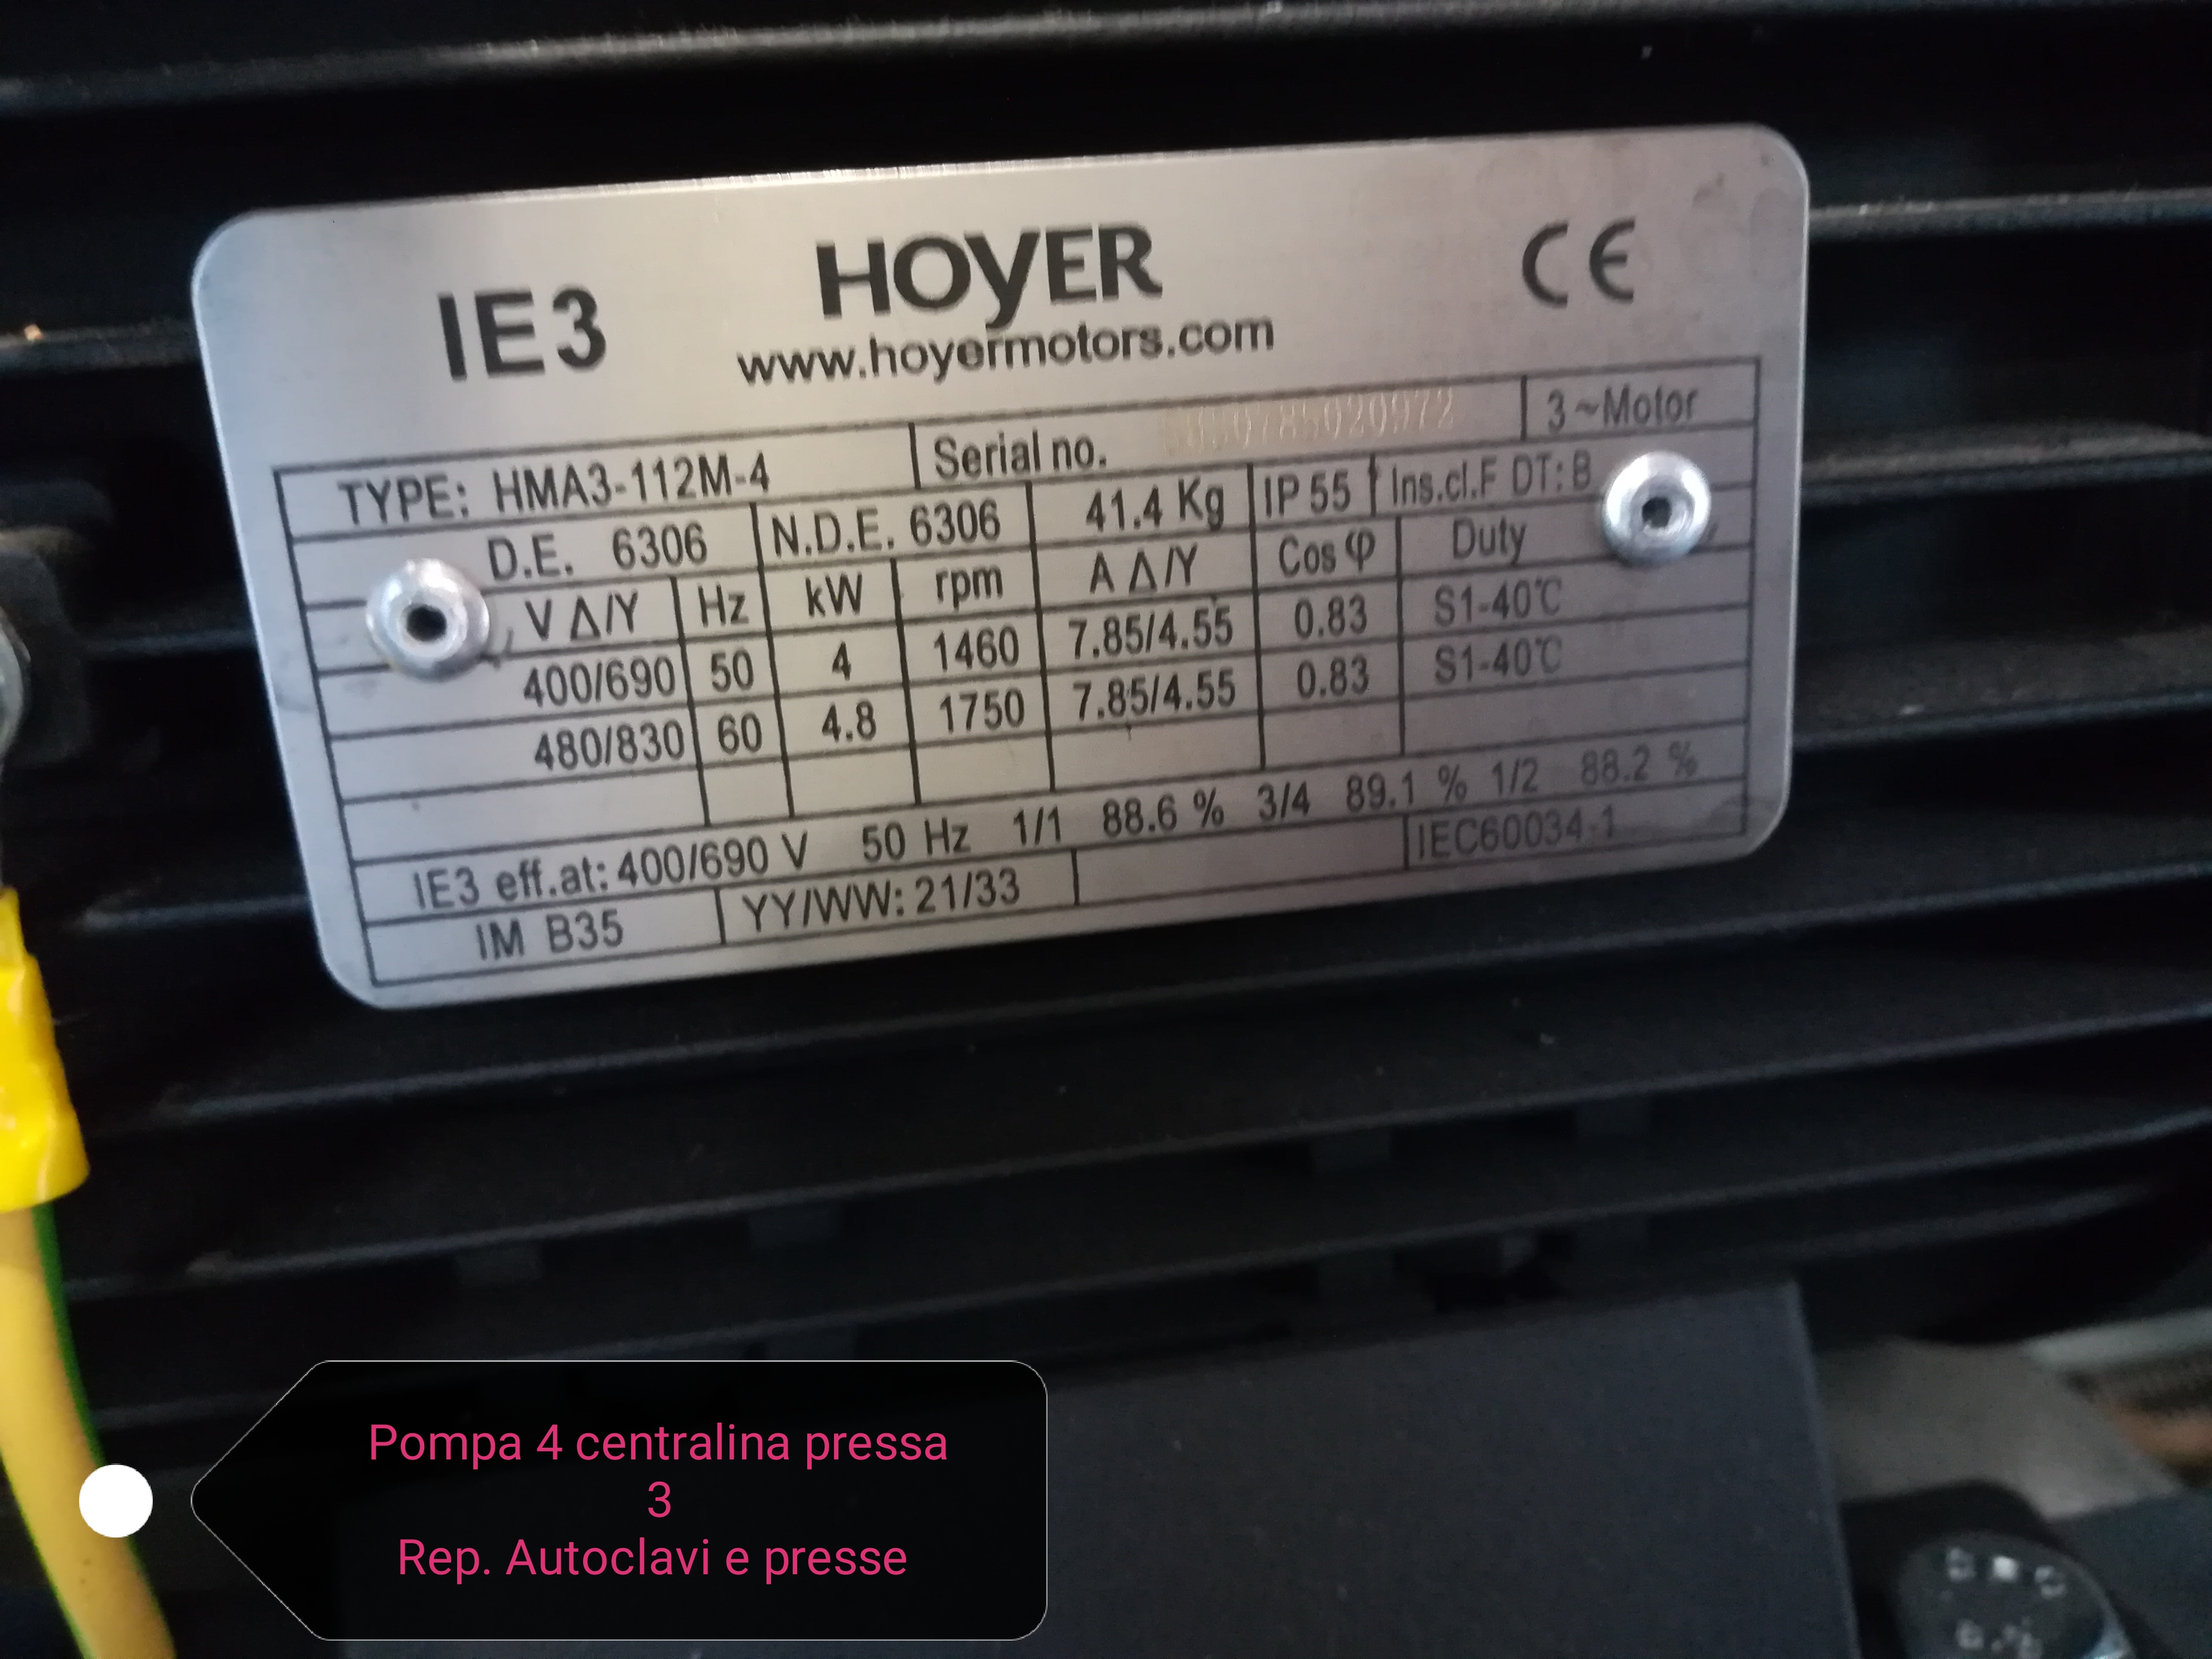 IE3
HOYER
CE
www.hoyermotors.com
TYPE: HMA3-112M-4 Serial no. 3~Motor
D.E. 6306 N.D.E. 6306 41.4 Kg IP 55 Ins.cl.F DT: B
V Δ/Y Hz kW rpm A Δ/Y Cos φ Duty
400/690 50 4 1460 7.85/4.55 0.83 S1-40℃
480/830 60 4.8 1750 7.85/4.55 0.83 S1-40℃
IE3 eff.at: 400/690 V 50 Hz 1/1 88.6 % 3/4 89.1 % 1/2 88.2 %
IM B35 YY/WW: 21/33 IEC60034-1
Pompa 4 centralina pressa
3
Rep. Autoclavi e presse